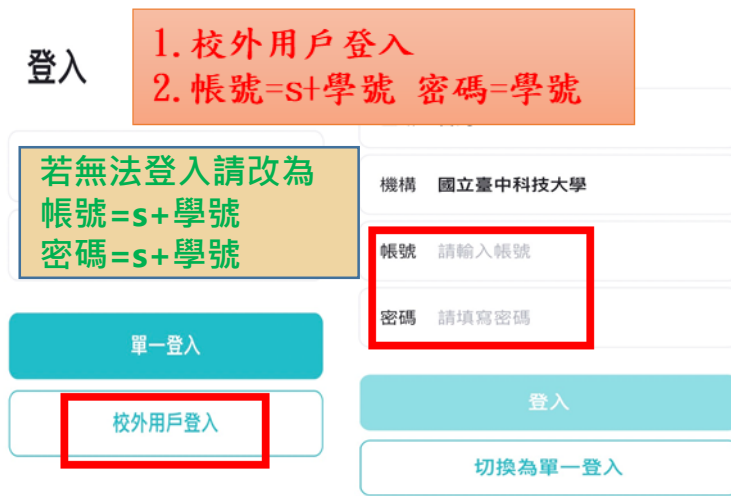 登入
1.校外用戶登入
2.帳號=s+學號 密碼=學號
若無法登入請改為
帳號=s+學號
密碼=s+學號
單一登入
校外用戶登入
機構 國立臺中科技大學
帳號 請輸入帳號
密碼 請填寫密碼
登入
切換為單一登入